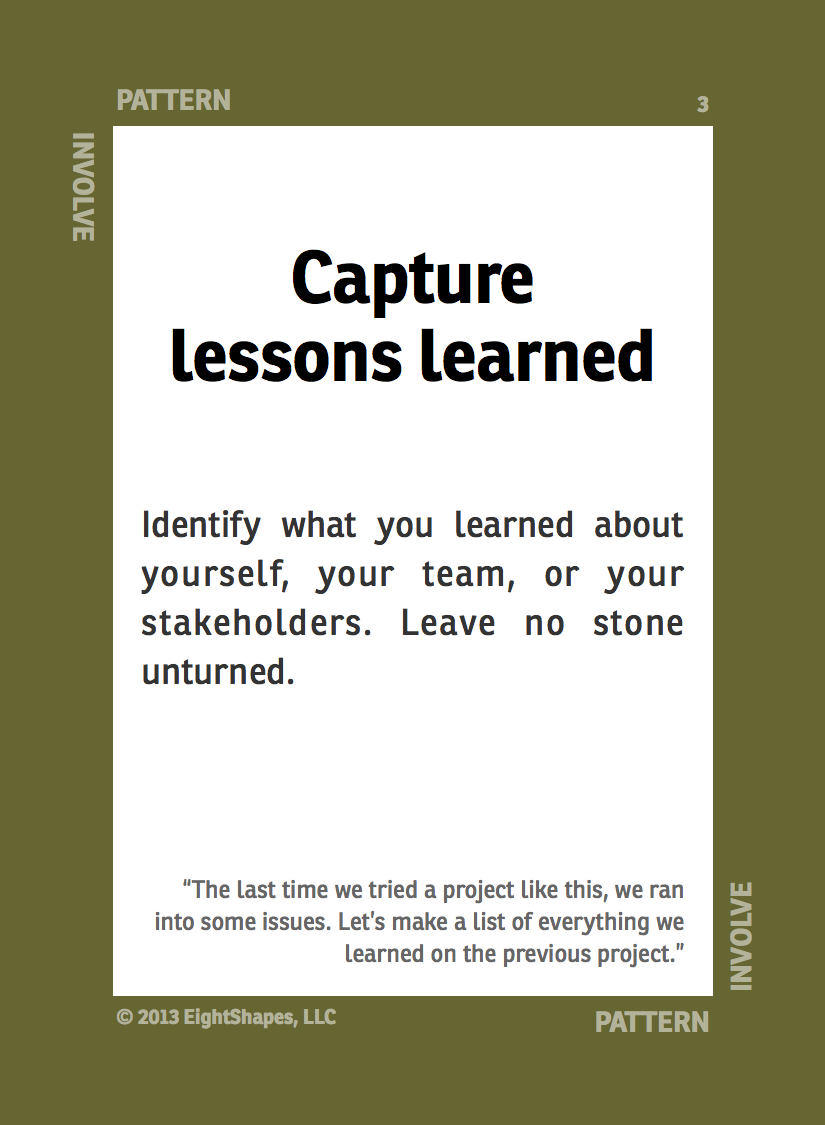 PATTERN
3
INVOLVE
Capture
lessons learned
Identify what you learned about
yourself, your team, or your
stakeholders. Leave no stone
unturned.
“The last time we tried a project like this, we ran
into some issues. Let’s make a list of everything we
learned on the previous project.”
INVOLVE
© 2013 EightShapes, LLC
PATTERN